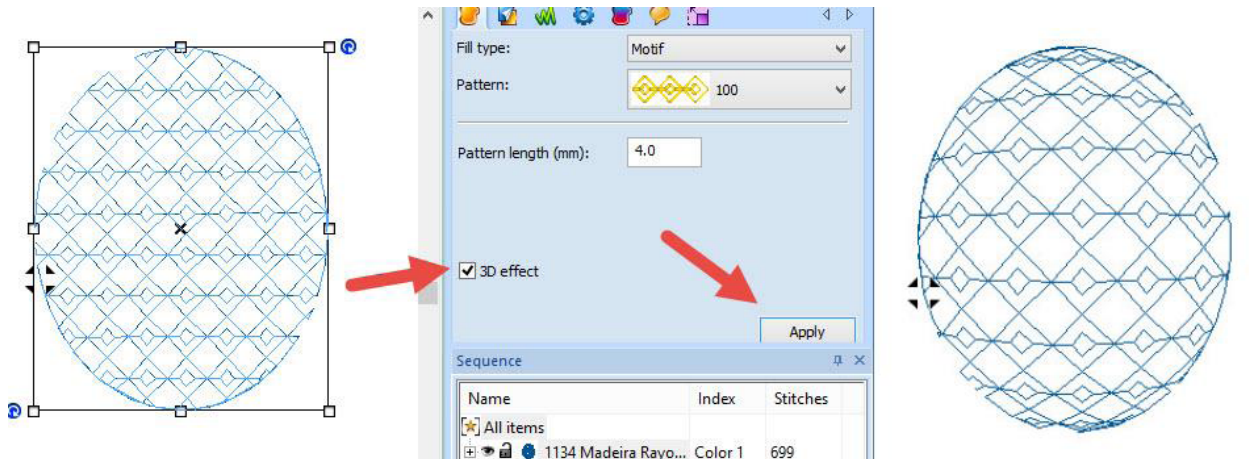 Fill type: Motif
Pattern: 100
Pattern length (mm): 4.0
3D effect
Apply
Sequence
Name Index Stitches
All items
1134 Madeira Rayo... Color 1 699